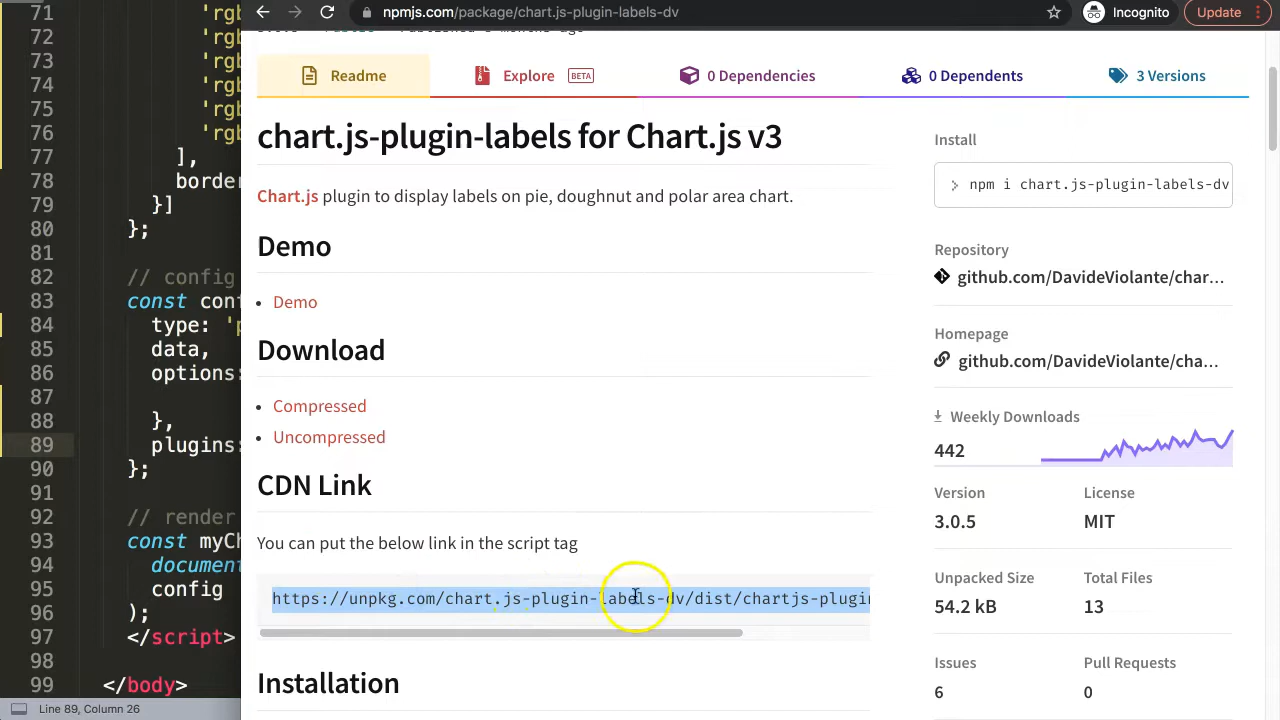 71 'rgb
72 'rgb
73 'rgb
74 'rgb
75 'rgb
76 'rgb
77 ],
78 border
79 }]
80 };
81
82 // config
83 const con
84 type: 'p
85 data,
86 options:
87
88 },
89 plugins:
90 };
91
92 // render
93 const myCh
94 document
95 config
96 );
97 </script>
98
99 </body>
Line 89, Column 26
npmjs.com/package/chart.js-plugin-labels-dv
Incognito
Update
Readme
Explore BETA
0 Dependencies
0 Dependents
3 Versions
chart.js-plugin-labels for Chart.js v3
Chart.js plugin to display labels on pie, doughnut and polar area chart.
Demo
• Demo
Download
• Compressed
• Uncompressed
CDN Link
You can put the below link in the script tag
https://unpkg.com/chart.js-plugin-labels-dv/dist/chartjs-plugin
Installation
Install
> npm i chart.js-plugin-labels-dv
Repository
github.com/DavideViolante/char...
Homepage
github.com/DavideViolante/cha...
Weekly Downloads
442
Version License
3.0.5 MIT
Unpacked Size Total Files
54.2 kB 13
Issues Pull Requests
6 0